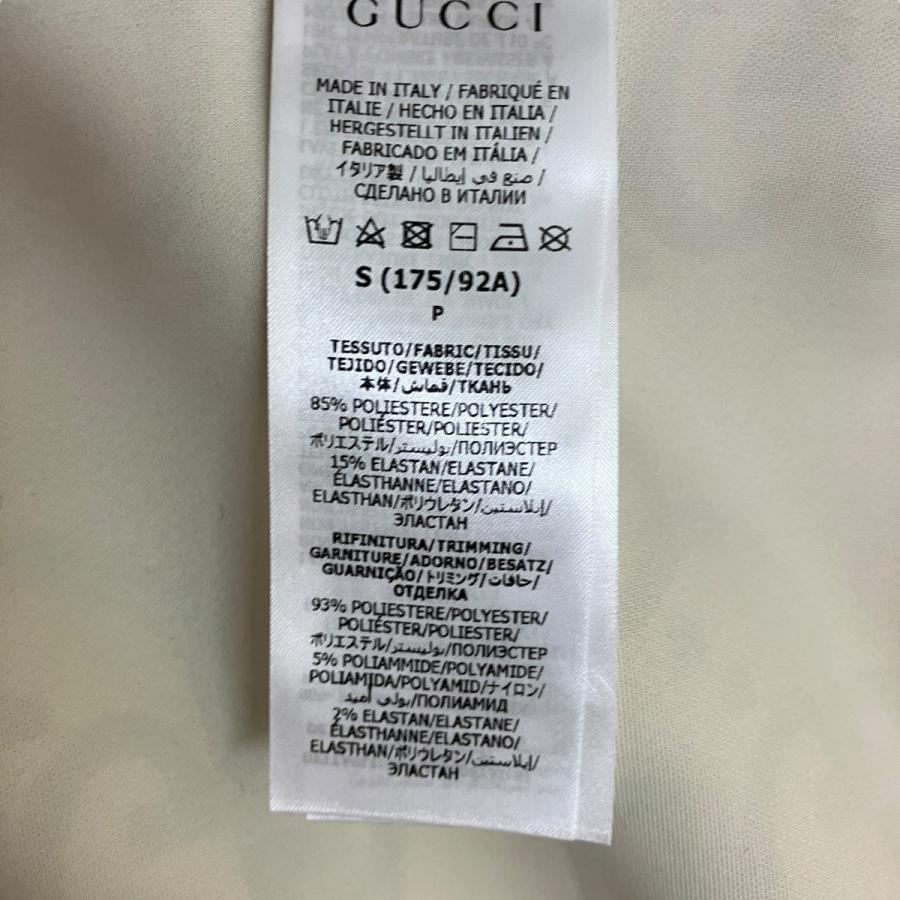 GUCCI
MADE IN ITALY / FABRIQUÉ EN
ITALIE / HECHO EN ITALIA /
HERGESTELLT IN ITALIEN /
FABRICADO EM ITÁLIA /
イタリア製 / صنع في إيطاليا /
СДЕЛАНО В ИТАЛИИ
S (175/92A)
P
TESSUTO/FABRIC/TISSU/
TEJIDO/GEWEBE/TECIDO/
本体/قماش/ТКАНЬ
85% POLIESTERE/POLYESTER/
POLIÉSTER/POLIESTER/
ポリエステル/بوليستر/ПОЛИЭСТЕР
15% ELASTAN/ELASTANE/
ÉLASTHANNE/ELASTANO/
ELASTHAN/ポリウレタン/إيلاستين/
ЭЛАСТАН
RIFINITURA/TRIMMING/
GARNITURE/ADORNO/BESATZ/
GUARNIÇÃO/トリミング/حافات/
ОТДЕЛКА
93% POLIESTERE/POLYESTER/
POLIÉSTER/POLIESTER/
ポリエステル/بوليستر/ПОЛИЭСТЕР
5% POLIAMMIDE/POLYAMIDE/
POLIAMIDA/POLYAMID/ナイロン/
بولي أميد/ПОЛИАМИД
2% ELASTAN/ELASTANE/
ÉLASTHANNE/ELASTANO/
ELASTHAN/ポリウレタン/إيلاستين/
ЭЛАСТАН